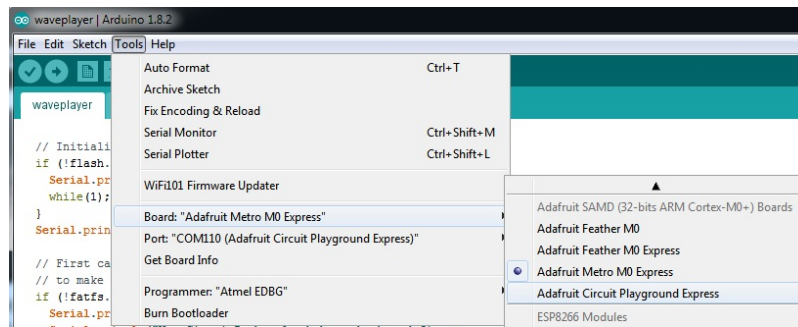 waveplayer | Arduino 1.8.2
File Edit Sketch Tools Help
waveplayer
// Initiali
if (!flash.
Serial.pr
while(1);
}
Serial.prin
// First ca
// to make
if (!fatfs.
Serial.pr
Auto Format Ctrl+T
Archive Sketch
Fix Encoding & Reload
Serial Monitor Ctrl+Shift+M
Serial Plotter Ctrl+Shift+L
WiFi101 Firmware Updater
Board: "Adafruit Metro M0 Express"
Port: "COM110 (Adafruit Circuit Playground Express)"
Get Board Info
Programmer: "Atmel EDBG"
Burn Bootloader
Adafruit SAMD (32-bits ARM Cortex-M0+) Boards
Adafruit Feather M0
Adafruit Feather M0 Express
Adafruit Metro M0 Express
Adafruit Circuit Playground Express
ESP8266 Modules